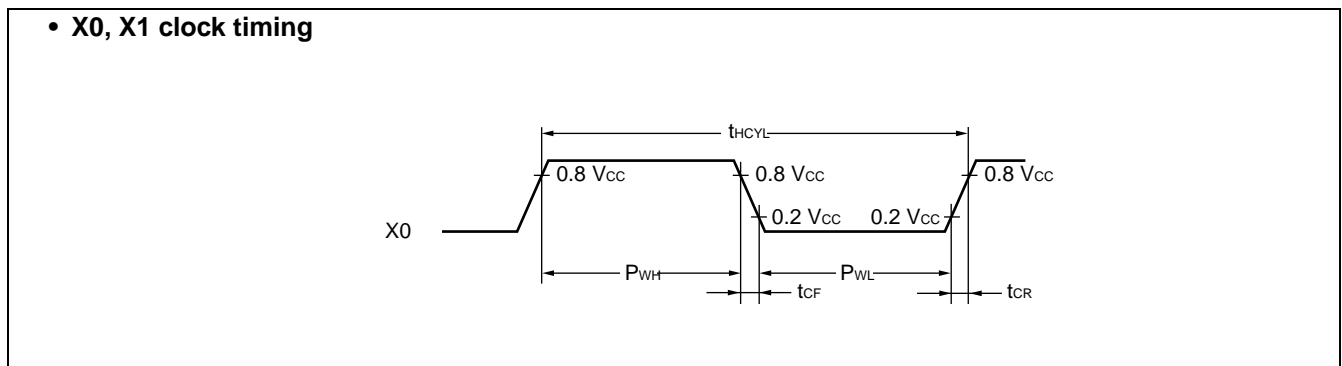 • X0, X1 clock timing
tHCYL
0.8 VCC 0.8 VCC 0.8 VCC
0.2 VCC 0.2 VCC
X0
PWH PWL
tCF tCR